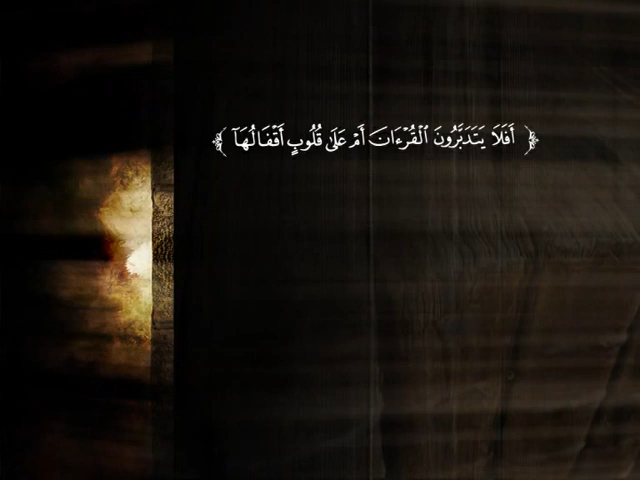 ﴿ أَفَلَا يَتَدَبَّرُونَ الْقُرْءَانَ أَمْ عَلَىٰ قُلُوبٍ أَقْفَالُهَآ ﴾